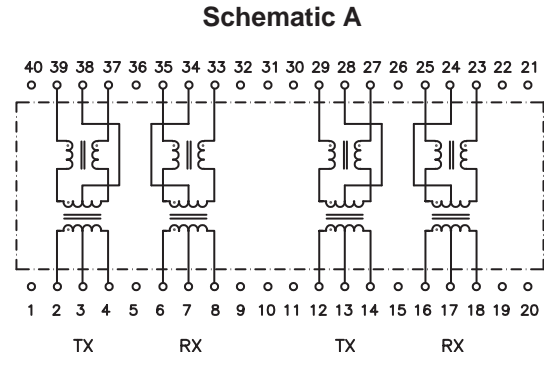 Schematic A
40 39 38 37 36 35 34 33 32 31 30 29 28 27 26 25 24 23 22 21
1 2 3 4 5 6 7 8 9 10 11 12 13 14 15 16 17 18 19 20
TX RX TX RX